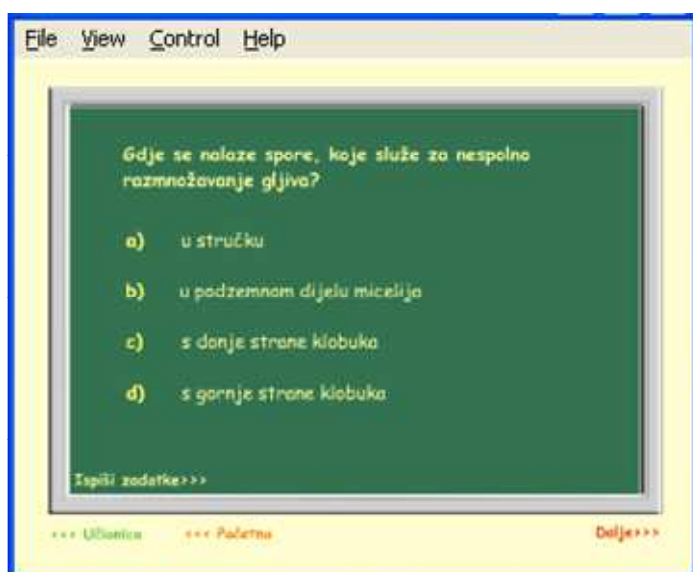 File View Control Help
Gdje se nalaze spore, koje služe za nespolno
razmnožavanje gljiva?
a) u stručku
b) u podzemnom dijelu micelija
c) s donje strane klobuka
d) s gornje strane klobuka
Ispiši zadatke>>>
<<< Učionica <<< Početna Dalje>>>